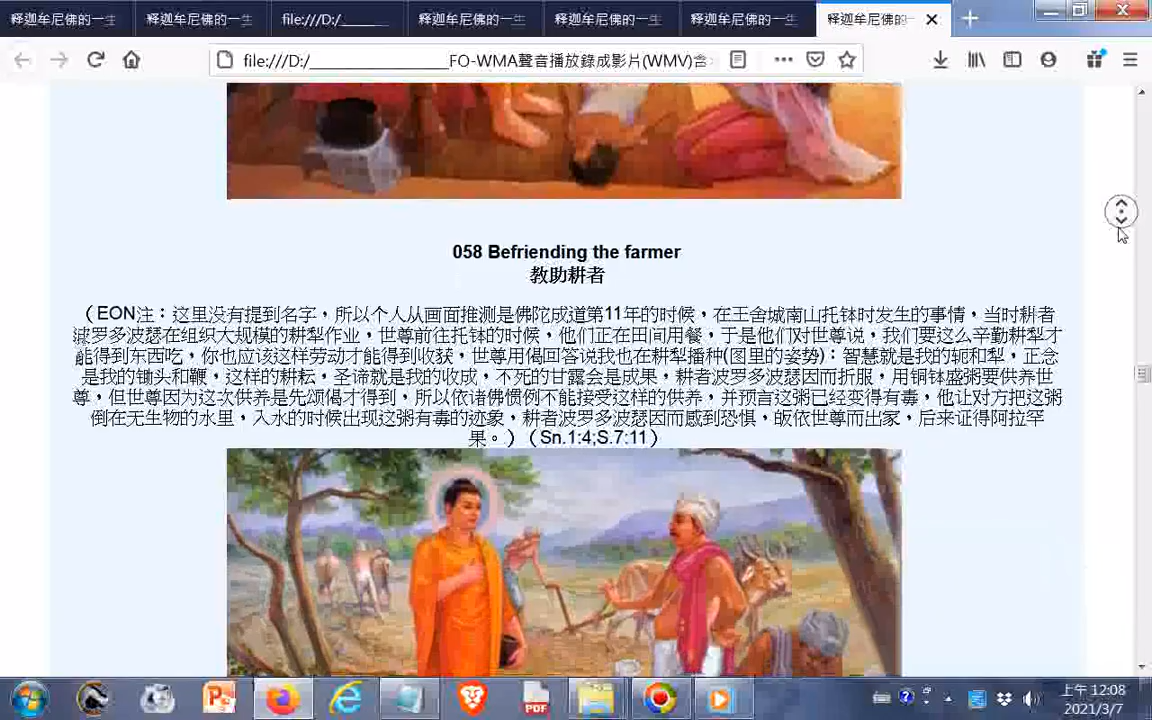 释迦牟尼佛的一生
释迦牟尼佛的一生
file:///D:/______
释迦牟尼佛的一生
释迦牟尼佛的一生
释迦牟尼佛的一生
释迦牟尼佛的一
file:///D:/________________FO-WMA聲音播放錄成影片(WMV)含
058 Befriending the farmer
教助耕者
（EON注：这里没有提到名字，所以个人从画面推测是佛陀成道第11年的时候，在王舍城南山托钵时发生的事情，当时耕者
波罗多波瑟在组织大规模的耕犁作业，世尊前往托钵的时候，他们正在田间用餐，于是他们对世尊说，我们要这么辛勤耕犁才
能得到东西吃，你也应该这样劳动才能得到收获，世尊用偈回答说我也在耕犁播种(图里的姿势)：智慧就是我的轭和犁，正念
是我的锄头和鞭，这样的耕耘，圣谛就是我的收成，不死的甘露会是成果，耕者波罗多波瑟因而折服，用铜钵盛粥要供养世
尊，但世尊因为这次供养是先颂偈才得到，所以依诸佛惯例不能接受这样的供养，并预言这粥已经变得有毒，他让对方把这粥
倒在无生物的水里，入水的时候出现这粥有毒的迹象，耕者波罗多波瑟因而感到恐惧，皈依世尊而出家，后来证得阿拉罕
果。）（Sn.1:4;S.7:11）
PDF
上午 12:08
2021/3/7